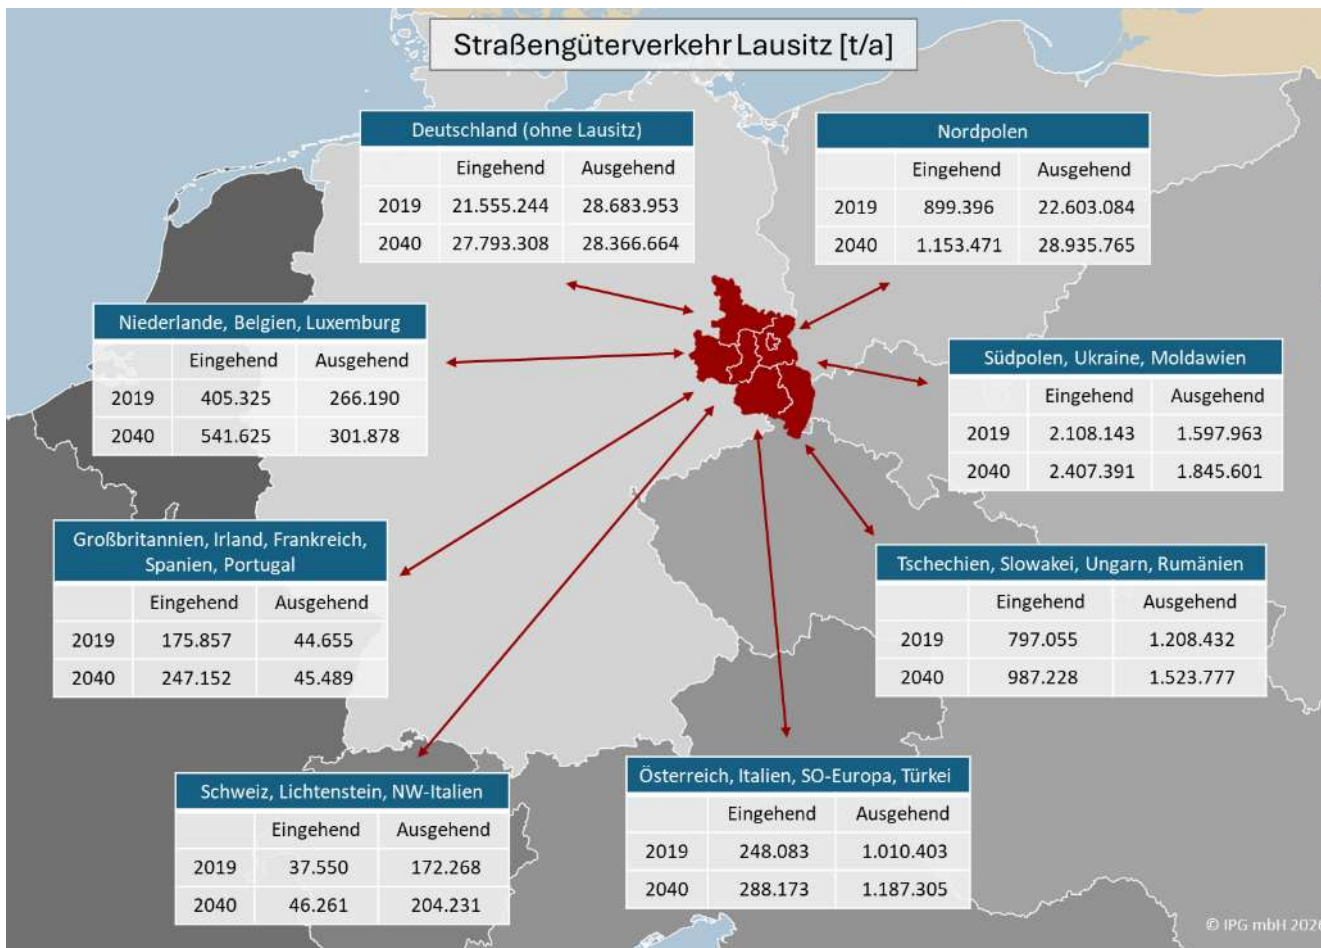 Straßengüterverkehr Lausitz [t/a]
Deutschland (ohne Lausitz)
Eingehend Ausgehend
2019 21.555.244 28.683.953
2040 27.793.308 28.366.664
Nordpolen
Eingehend Ausgehend
2019 899.396 22.603.084
2040 1.153.471 28.935.765
Niederlande, Belgien, Luxemburg
Eingehend Ausgehend
2019 405.325 266.190
2040 541.625 301.878
Südpolen, Ukraine, Moldawien
Eingehend Ausgehend
2019 2.108.143 1.597.963
2040 2.407.391 1.845.601
Großbritannien, Irland, Frankreich,
Spanien, Portugal
Eingehend Ausgehend
2019 175.857 44.655
2040 247.152 45.489
Tschechien, Slowakei, Ungarn, Rumänien
Eingehend Ausgehend
2019 797.055 1.208.432
2040 987.228 1.523.777
Schweiz, Lichtenstein, NW-Italien
Eingehend Ausgehend
2019 37.550 172.268
2040 46.261 204.231
Österreich, Italien, SO-Europa, Türkei
Eingehend Ausgehend
2019 248.083 1.010.403
2040 288.173 1.187.305
© IPG mbH 2026